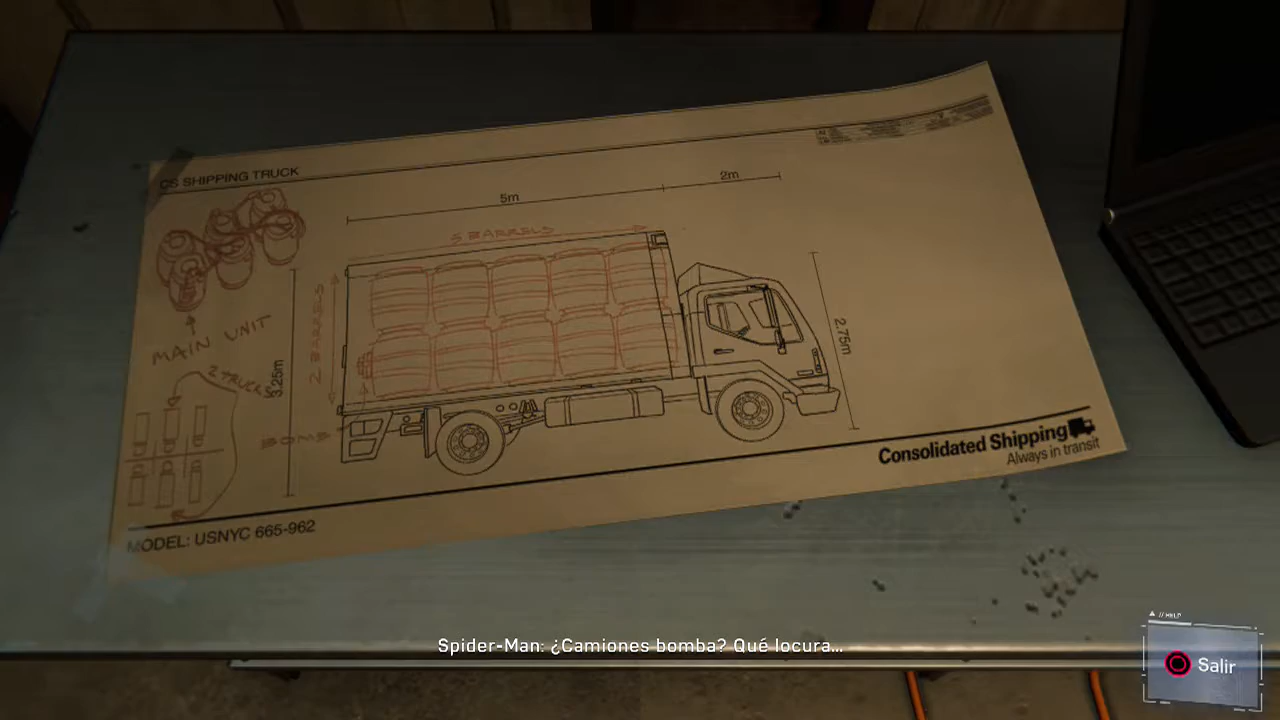 CS SHIPPING TRUCK
5m
2m
5 BARRELS
2 BARRELS
MAIN UNIT
2 TRUCKS
3.25m
2.75m
BOMB
Consolidated Shipping
Always in transit
MODEL: USNYC 665-962
Spider-Man: ¿Camiones bomba? Qué locura...
// HELP
Salir